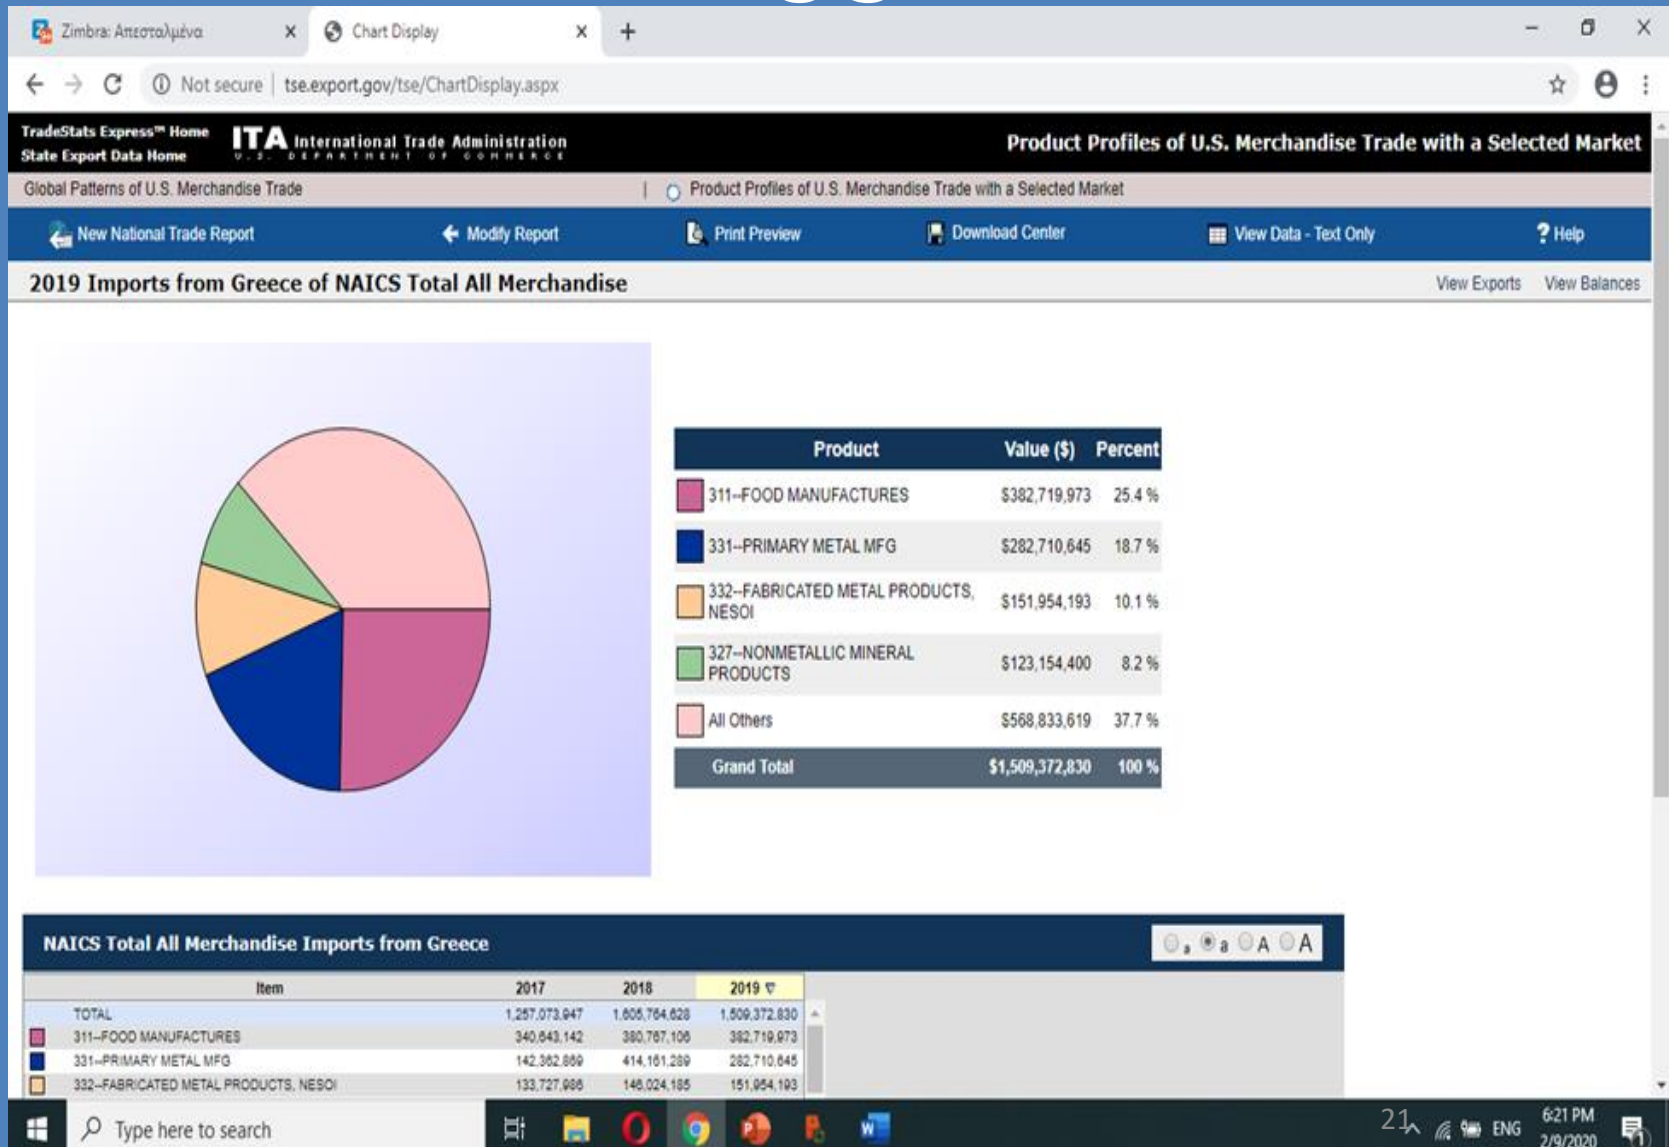 Zimbra: Απεσταλμένα
Chart Display
Not secure | tse.export.gov/tse/ChartDisplay.aspx
TradeStats Express™ Home
State Export Data Home
ITA International Trade Administration
U.S. DEPARTMENT OF COMMERCE
Product Profiles of U.S. Merchandise Trade with a Selected Market
Global Patterns of U.S. Merchandise Trade | Product Profiles of U.S. Merchandise Trade with a Selected Market
New National Trade Report Modify Report Print Preview Download Center View Data - Text Only ? Help
2019 Imports from Greece of NAICS Total All Merchandise View Exports View Balances
Product Value ($) Percent
311--FOOD MANUFACTURES $382,719,973 25.4 %
331--PRIMARY METAL MFG $282,710,645 18.7 %
332--FABRICATED METAL PRODUCTS, NESOI $151,954,193 10.1 %
327--NONMETALLIC MINERAL PRODUCTS $123,154,400 8.2 %
All Others $568,833,619 37.7 %
Grand Total $1,509,372,830 100 %
NAICS Total All Merchandise Imports from Greece a a A A
Item 2017 2018 2019
TOTAL 1,257,073,947 1,605,764,628 1,509,372,830
311--FOOD MANUFACTURES 340,643,142 380,767,106 382,719,973
331--PRIMARY METAL MFG 142,362,869 414,161,289 282,710,645
332--FABRICATED METAL PRODUCTS, NESOI 133,727,986 146,024,185 151,954,193
Type here to search
21
ENG
6:21 PM
2/9/2020